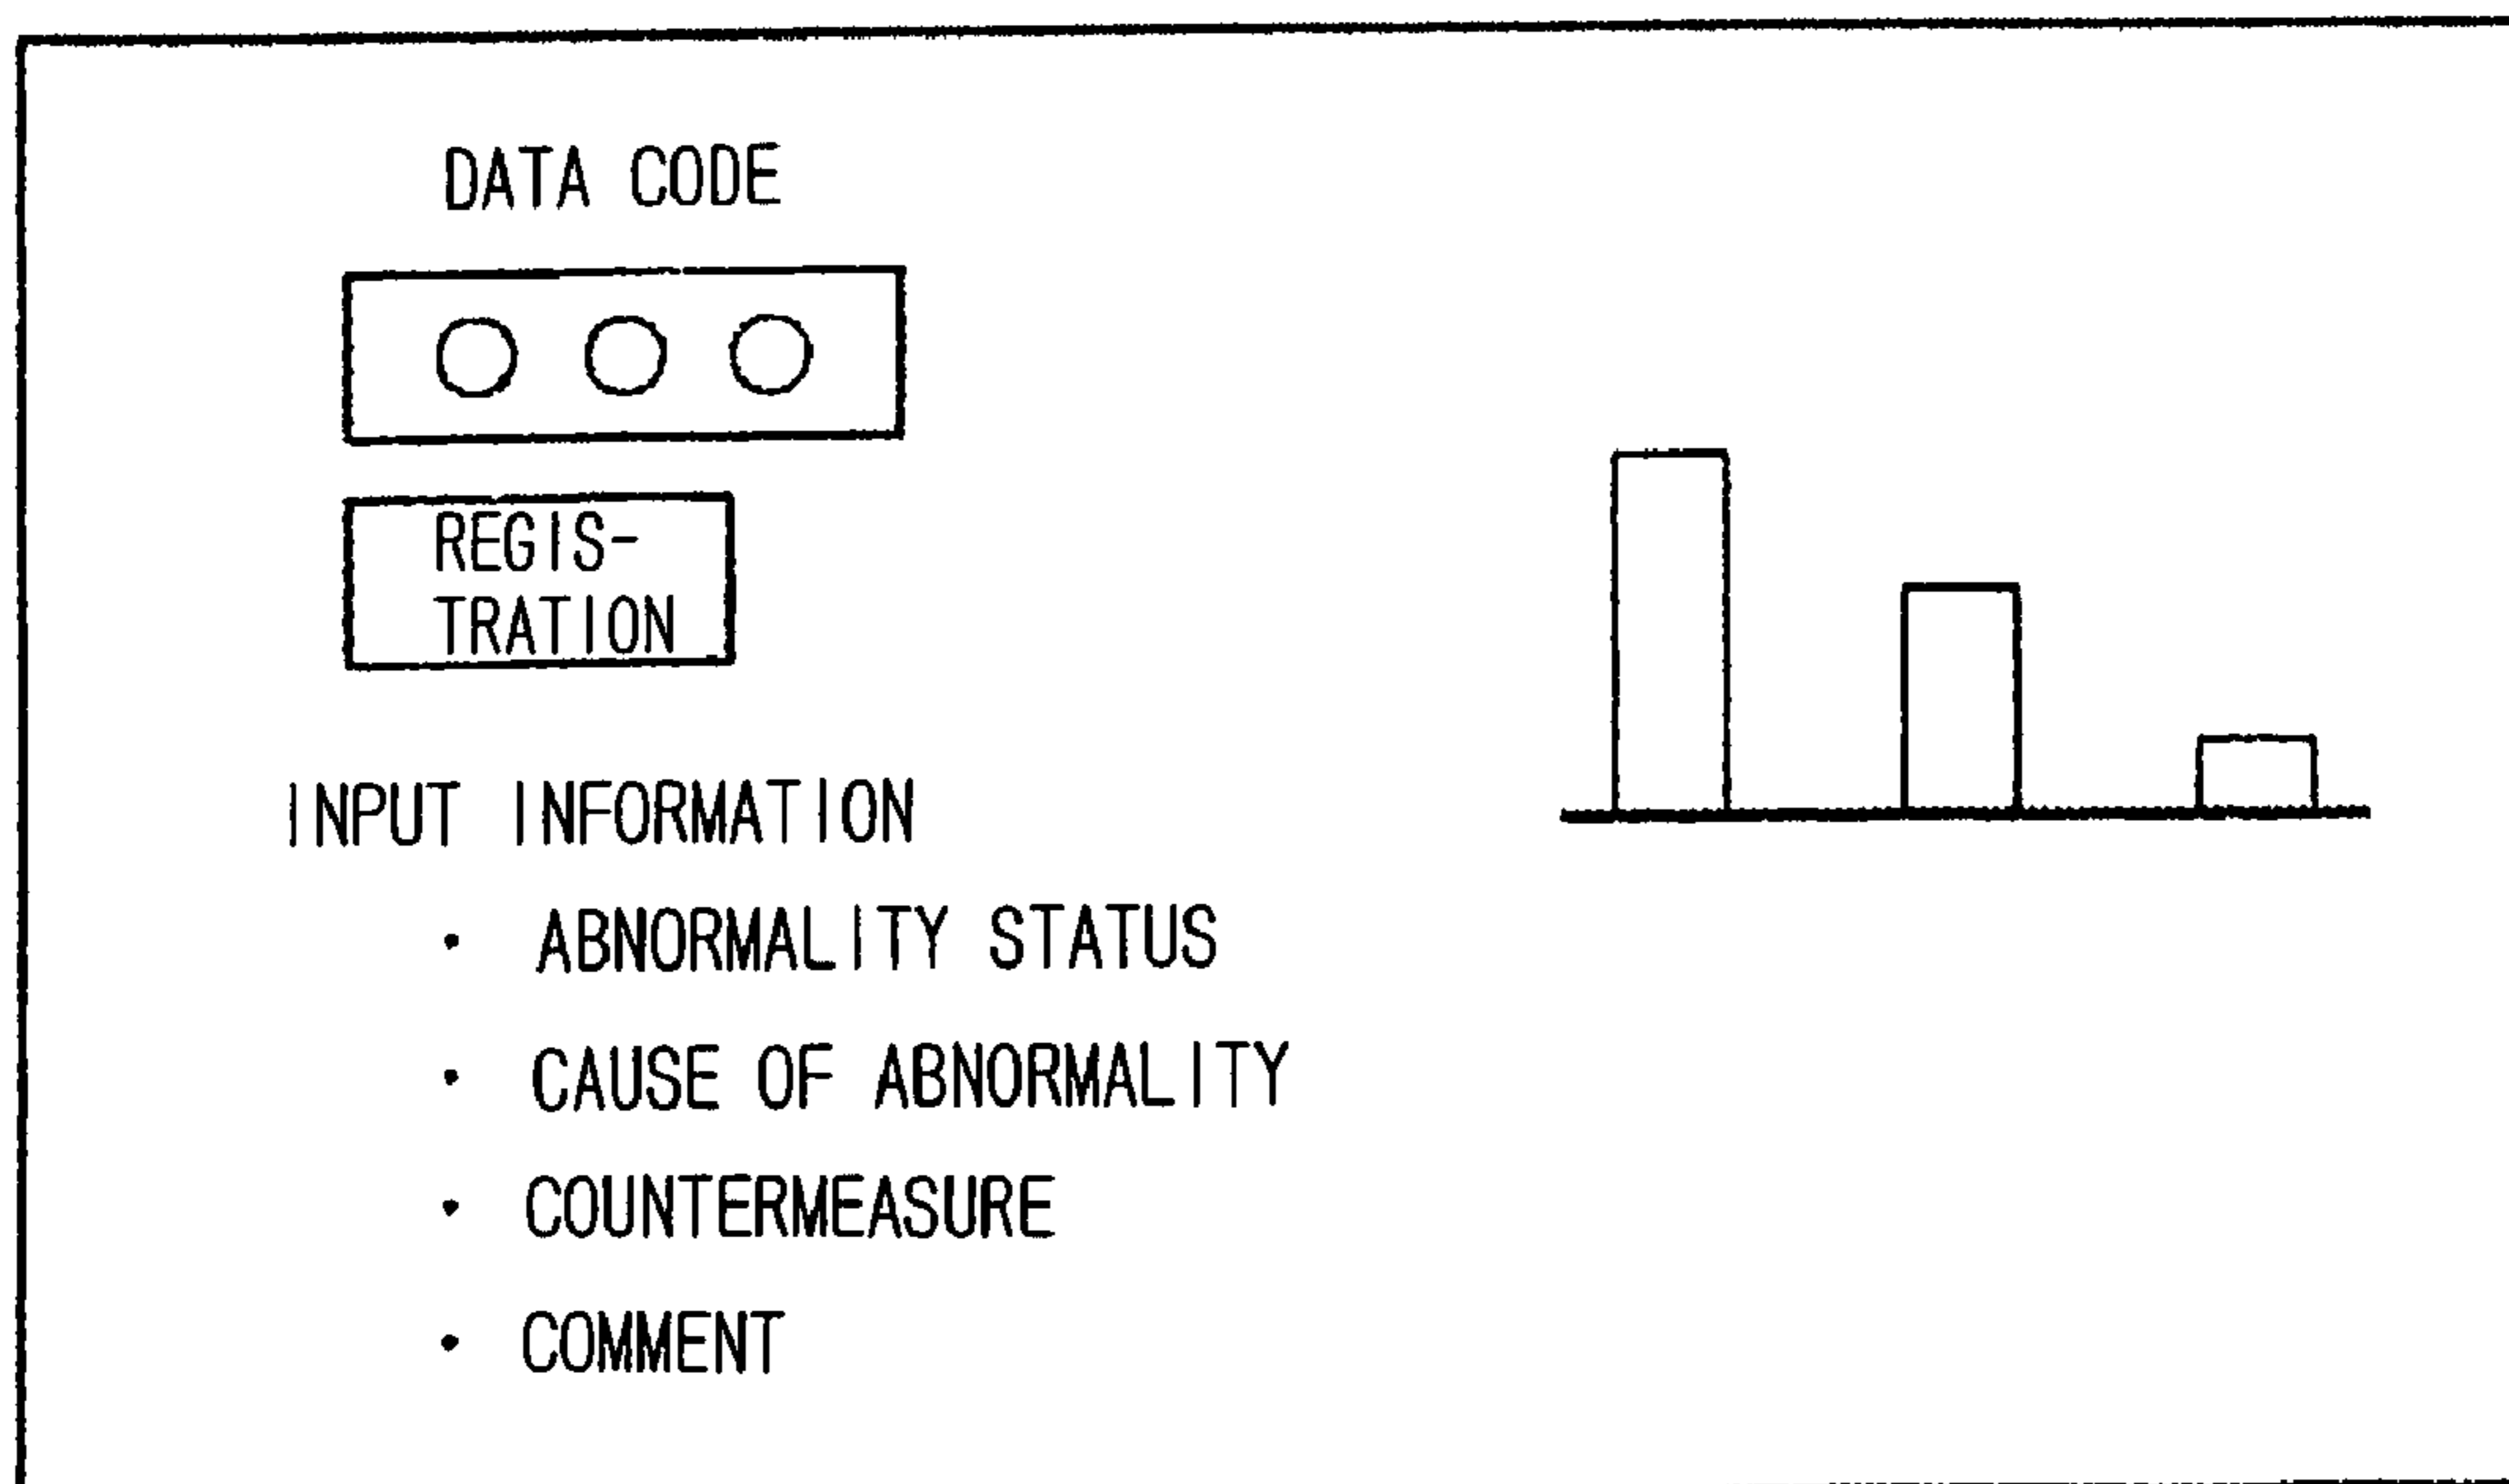 DATA CODE
○ ○ ○
REGIS-
TRATION
INPUT INFORMATION
・ ABNORMALITY STATUS
・ CAUSE OF ABNORMALITY
・ COUNTERMEASURE
・ COMMENT